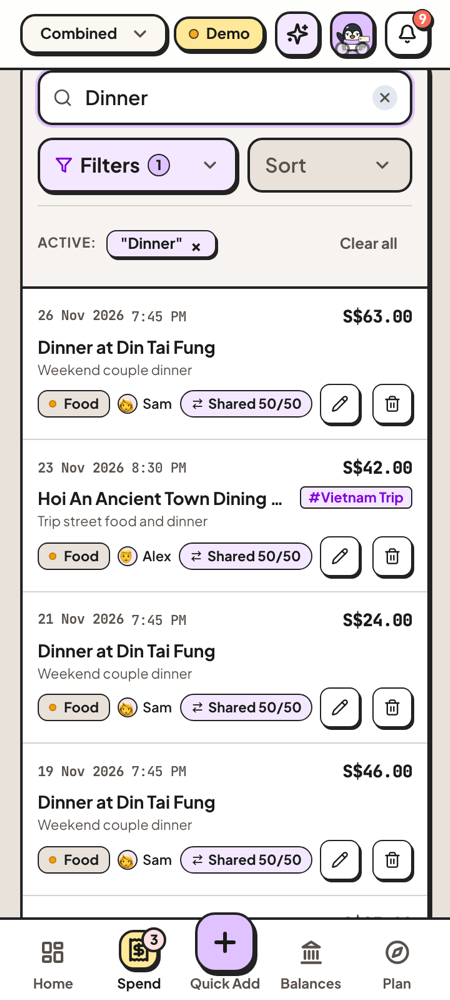 Combined
Demo
9
Dinner
Filters 1
Sort
ACTIVE: "Dinner" × Clear all
26 Nov 2026 7:45 PM S$63.00
Dinner at Din Tai Fung
Weekend couple dinner
Food Sam Shared 50/50
23 Nov 2026 8:30 PM S$42.00
Hoi An Ancient Town Dining ... #Vietnam Trip
Trip street food and dinner
Food Alex Shared 50/50
21 Nov 2026 7:45 PM S$24.00
Dinner at Din Tai Fung
Weekend couple dinner
Food Sam Shared 50/50
19 Nov 2026 7:45 PM S$46.00
Dinner at Din Tai Fung
Weekend couple dinner
Food Sam Shared 50/50
3
Home Spend Quick Add Balances Plan